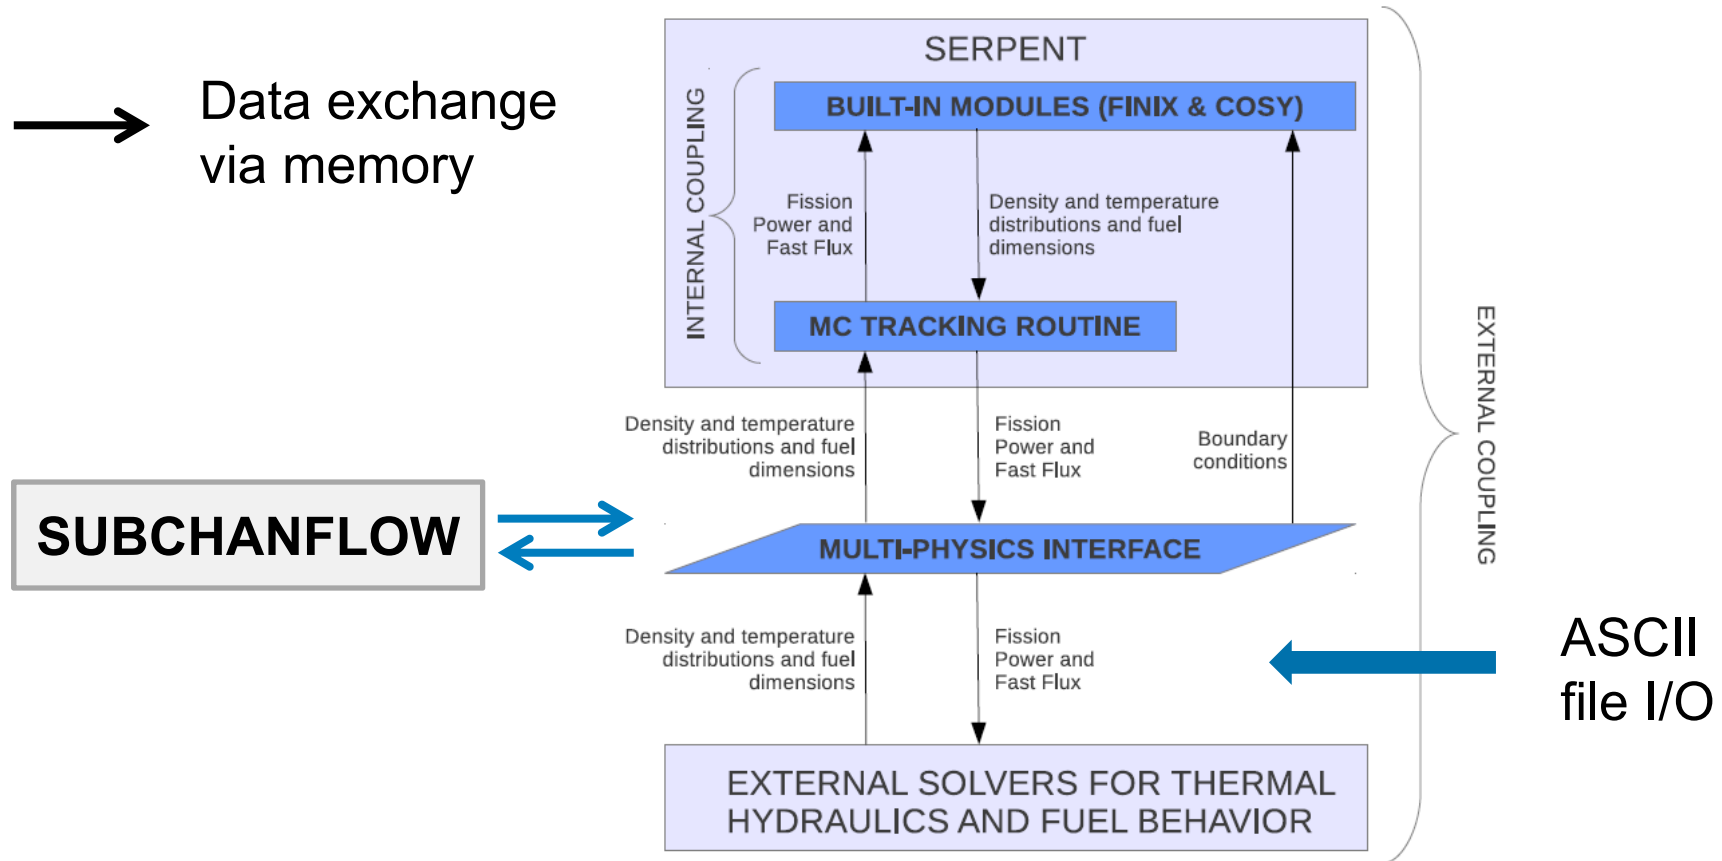 Data exchange
via memory
SERPENT
INTERNAL COUPLING
BUILT-IN MODULES (FINIX & COSY)
Fission
Power and
Fast Flux
Density and temperature
distributions and fuel
dimensions
MC TRACKING ROUTINE
EXTERNAL COUPLING
Density and temperature
distributions and fuel
dimensions
Fission
Power and
Fast Flux
Boundary
conditions
SUBCHANFLOW
MULTI-PHYSICS INTERFACE
Density and temperature
distributions and fuel
dimensions
Fission
Power and
Fast Flux
ASCII
file I/O
EXTERNAL SOLVERS FOR THERMAL
HYDRAULICS AND FUEL BEHAVIOR